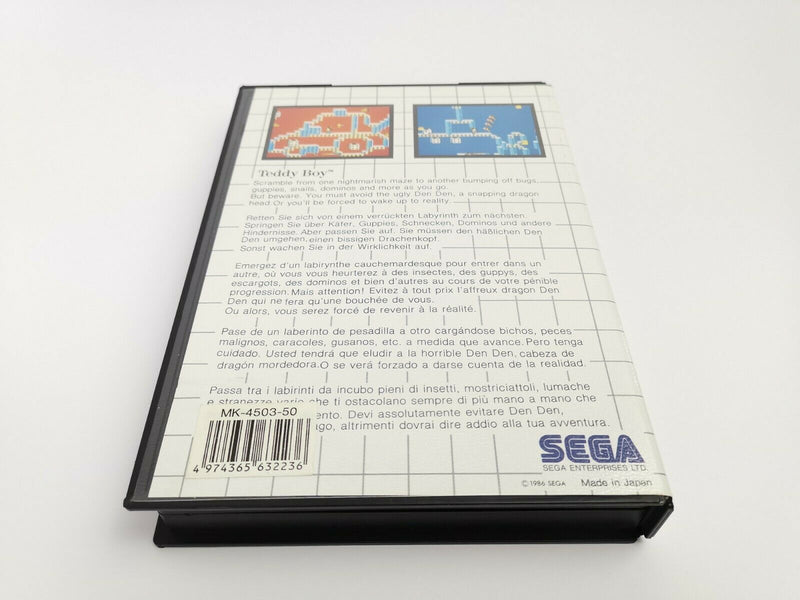 Teddy Boy™
Scramble from one nightmarish maze to another bumping off bugs,
guppies, snails, dominos and more as you go.
But beware. You must avoid the ugly Den Den, a snapping dragon
head. Or you'll be forced to wake up to reality.
Retten Sie sich von einem verrückten Labyrinth zum nächsten.
Springen Sie über Käfer, Guppies, Schnecken, Dominos und andere
Hindernisse. Aber passen Sie auf. Sie müssen den häßlichen Den
Den umgehen, einen bissigen Drachenkopf.
Sonst wachen Sie in der Wirklichkeit auf.
Emergez d'un labirynthe cauchemardesque pour entrer dans un
autre, où vous vous heurterez à des insectes, des guppys, des
escargots, des dominos et bien d'autres au cours de votre pénible
progression. Mais attention! Evitez à tout prix l'affreux dragon Den
Den qui ne fera qu'une bouchée de vous.
Ou alors, vous serez forcé de revenir à la réalité.
Pase de un laberinto de pesadilla a otro cargándose bichos, peces
malignos, caracoles, gusanos, etc. a medida que avance. Pero tenga
cuidado. Usted tendrá que eludir a la horrible Den Den, cabeza de
dragón mordedora. O se verá forzado a darse cuenta de la realidad.
Passa tra i labirinti da incubo pieni di insetti, mostriciattoli, lumache
e stranezze varie che ti ostacolano sempre di più mano a mano che
ento. Devi assolutamente evitare Den Den,
ago, altrimenti dovrai dire addio alla tua avventura.
MK-4503-50
4 974365 632236
SEGA
SEGA ENTERPRISES LTD.
© 1986 SEGA Made in Japan